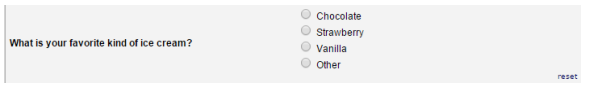 What is your favorite kind of ice cream?
Chocolate
Strawberry
Vanilla
Other
reset